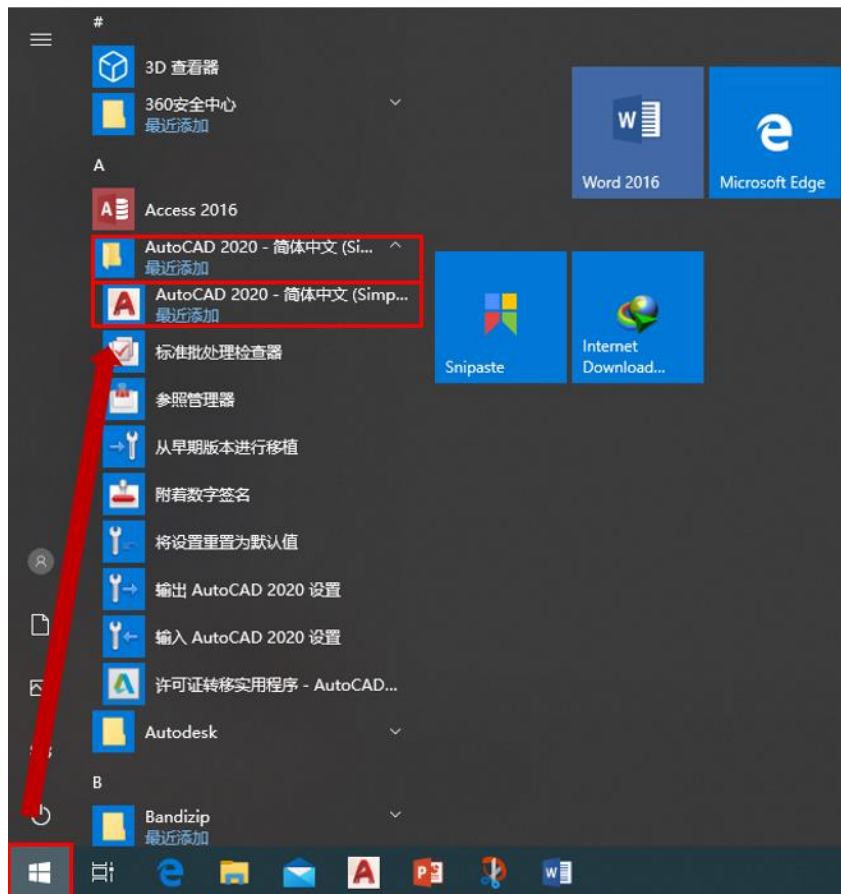 #
3D 查看器
360安全中心
最近添加
A
Access 2016
AutoCAD 2020 - 简体中文 (Si...
最近添加
AutoCAD 2020 - 简体中文 (Simp...
最近添加
标准批处理检查器
参照管理器
从早期版本进行移植
附着数字签名
将设置重置为默认值
输出 AutoCAD 2020 设置
输入 AutoCAD 2020 设置
许可证转移实用程序 - AutoCAD...
Autodesk
B
Bandizip
最近添加
Word 2016
Microsoft Edge
Snipaste
Internet
Download...